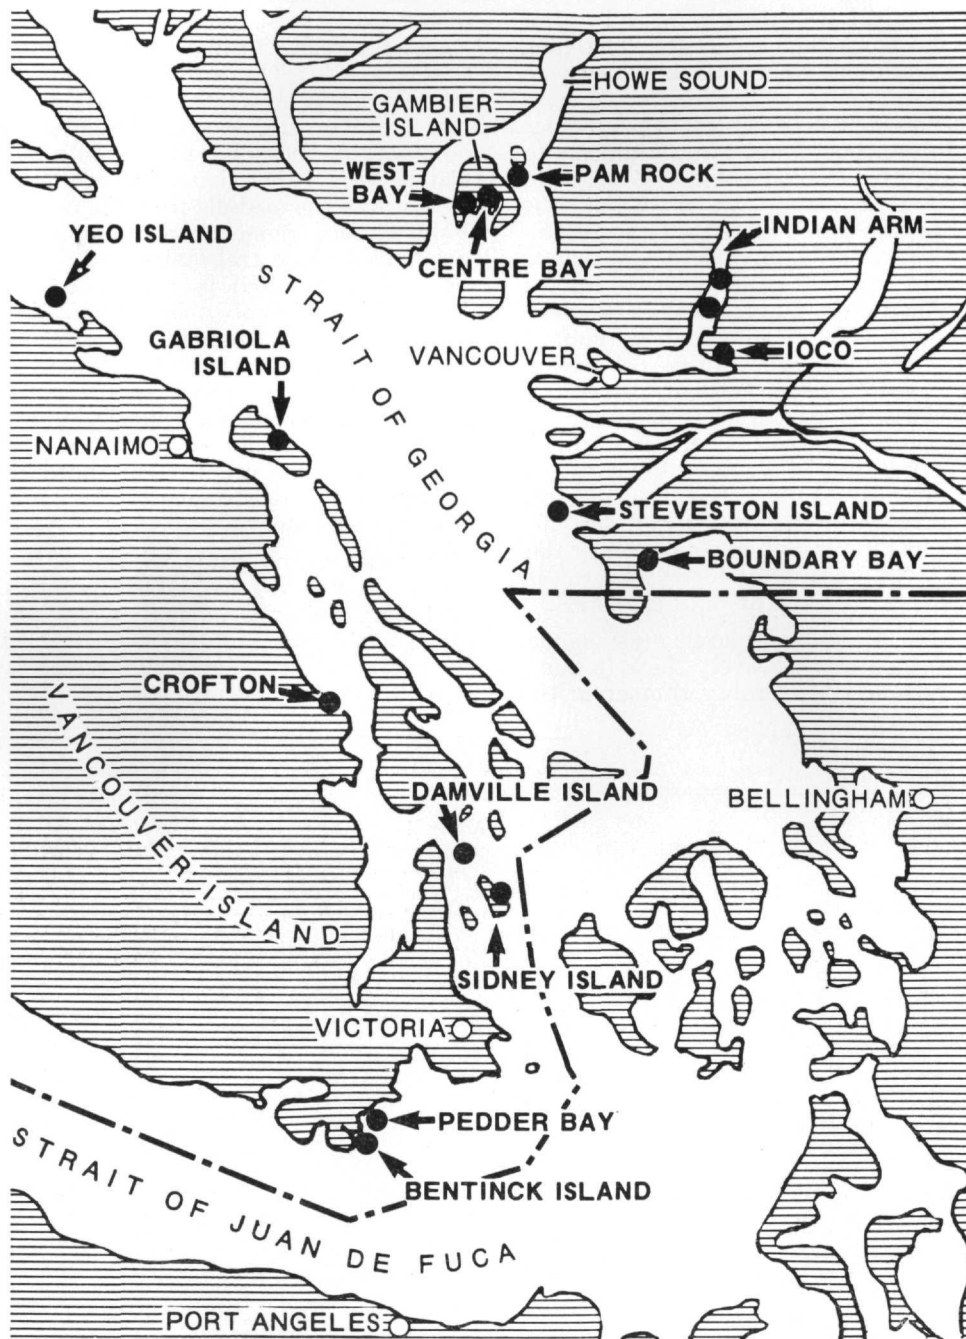 HOWE SOUND
GAMBIER
ISLAND
WEST
BAY
PAM ROCK
INDIAN ARM
YEO ISLAND
CENTRE BAY
STRAIT OF GEORGIA
GABRIOLA
ISLAND
VANCOUVER
IOCO
NANAIMO
STEVESTON ISLAND
BOUNDARY BAY
CROFTON
VANCOUVER ISLAND
DAMVILLE ISLAND
BELLINGHAM
SIDNEY ISLAND
VICTORIA
PEDDER BAY
BENTINCK ISLAND
STRAIT OF JUAN DE FUCA
PORT ANGELES